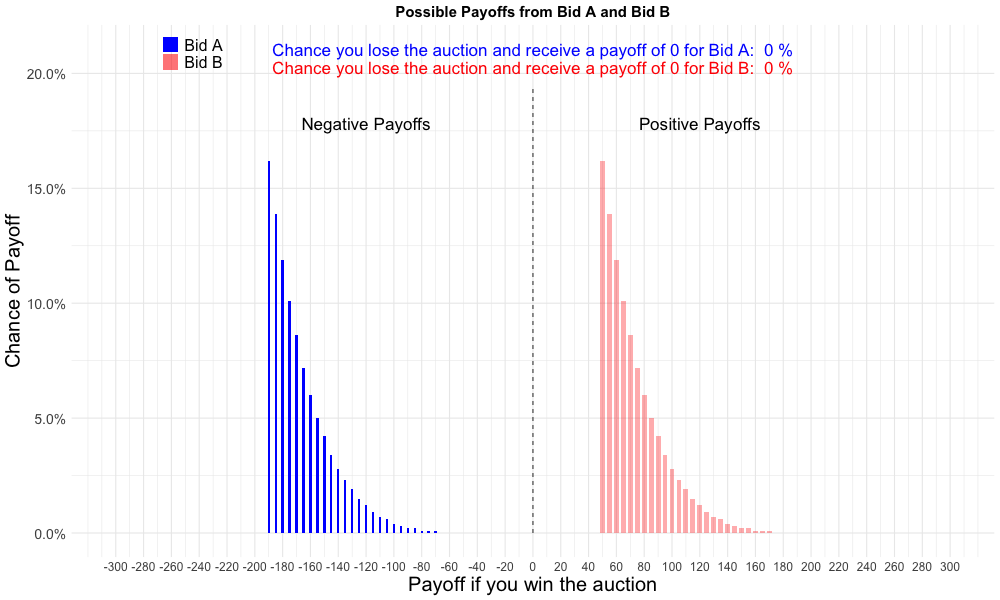 Possible Payoffs from Bid A and Bid B
Bid A
Bid B
Chance you lose the auction and receive a payoff of 0 for Bid A:  0 %
Chance you lose the auction and receive a payoff of 0 for Bid B:  0 %
Negative Payoffs
Positive Payoffs
Chance of Payoff
20.0%
15.0%
10.0%
5.0%
0.0%
-300 -280 -260 -240 -220 -200 -180 -160 -140 -120 -100 -80 -60 -40 -20 0 20 40 60 80 100 120 140 160 180 200 220 240 260 280 300
Payoff if you win the auction